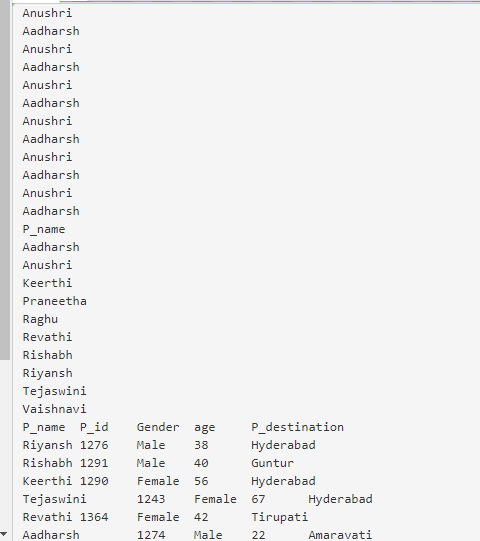 Anushri
Aadharsh
Anushri
Aadharsh
Anushri
Aadharsh
Anushri
Aadharsh
Anushri
Aadharsh
Anushri
Aadharsh
P_name
Aadharsh
Anushri
Keerthi
Praneetha
Raghu
Revathi
Rishabh
Riyansh
Tejaswini
Vaishnavi
P_name P_id Gender age P_destination
Riyansh 1276 Male 38 Hyderabad
Rishabh 1291 Male 40 Guntur
Keerthi 1290 Female 56 Hyderabad
Tejaswini 1243 Female 67 Hyderabad
Revathi 1364 Female 42 Tirupati
Aadharsh 1274 Male 22 Amaravati